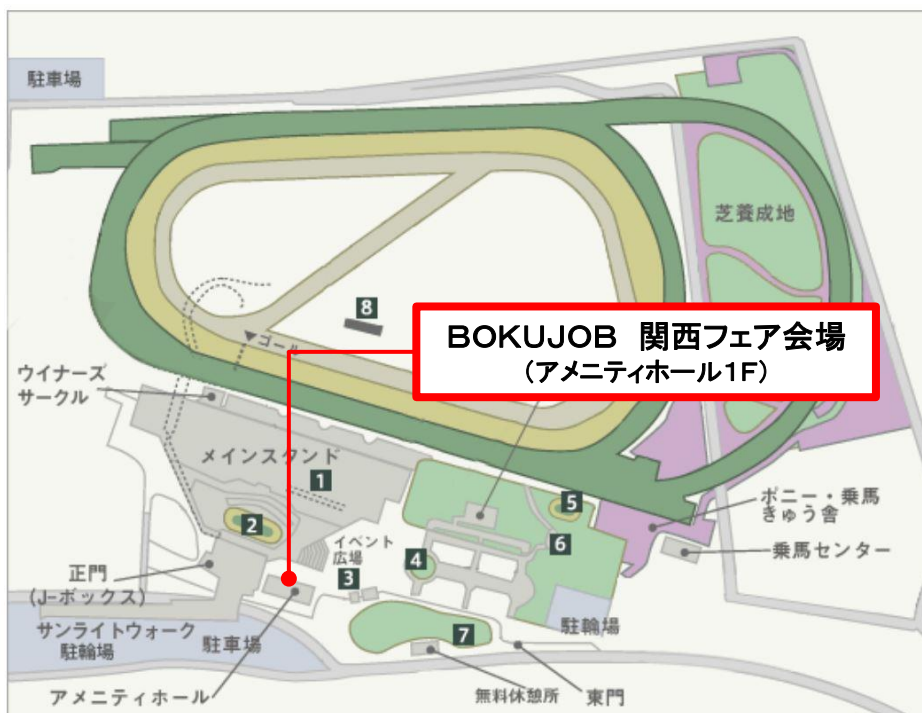 駐車場
芝養成地
8
▼ゴール
BOKUJOB 関西フェア会場
(アメニティホール1F)
ウイナーズ
サークル
メインスタンド
1
2
5
ポニー・乗馬
きゅう舎
乗馬センター
イベント
広場
3
4
6
正門
(J-ボックス)
サンライトウォーク
駐輪場
駐車場
7
駐輪場
アメニティホール
無料休憩所
東門